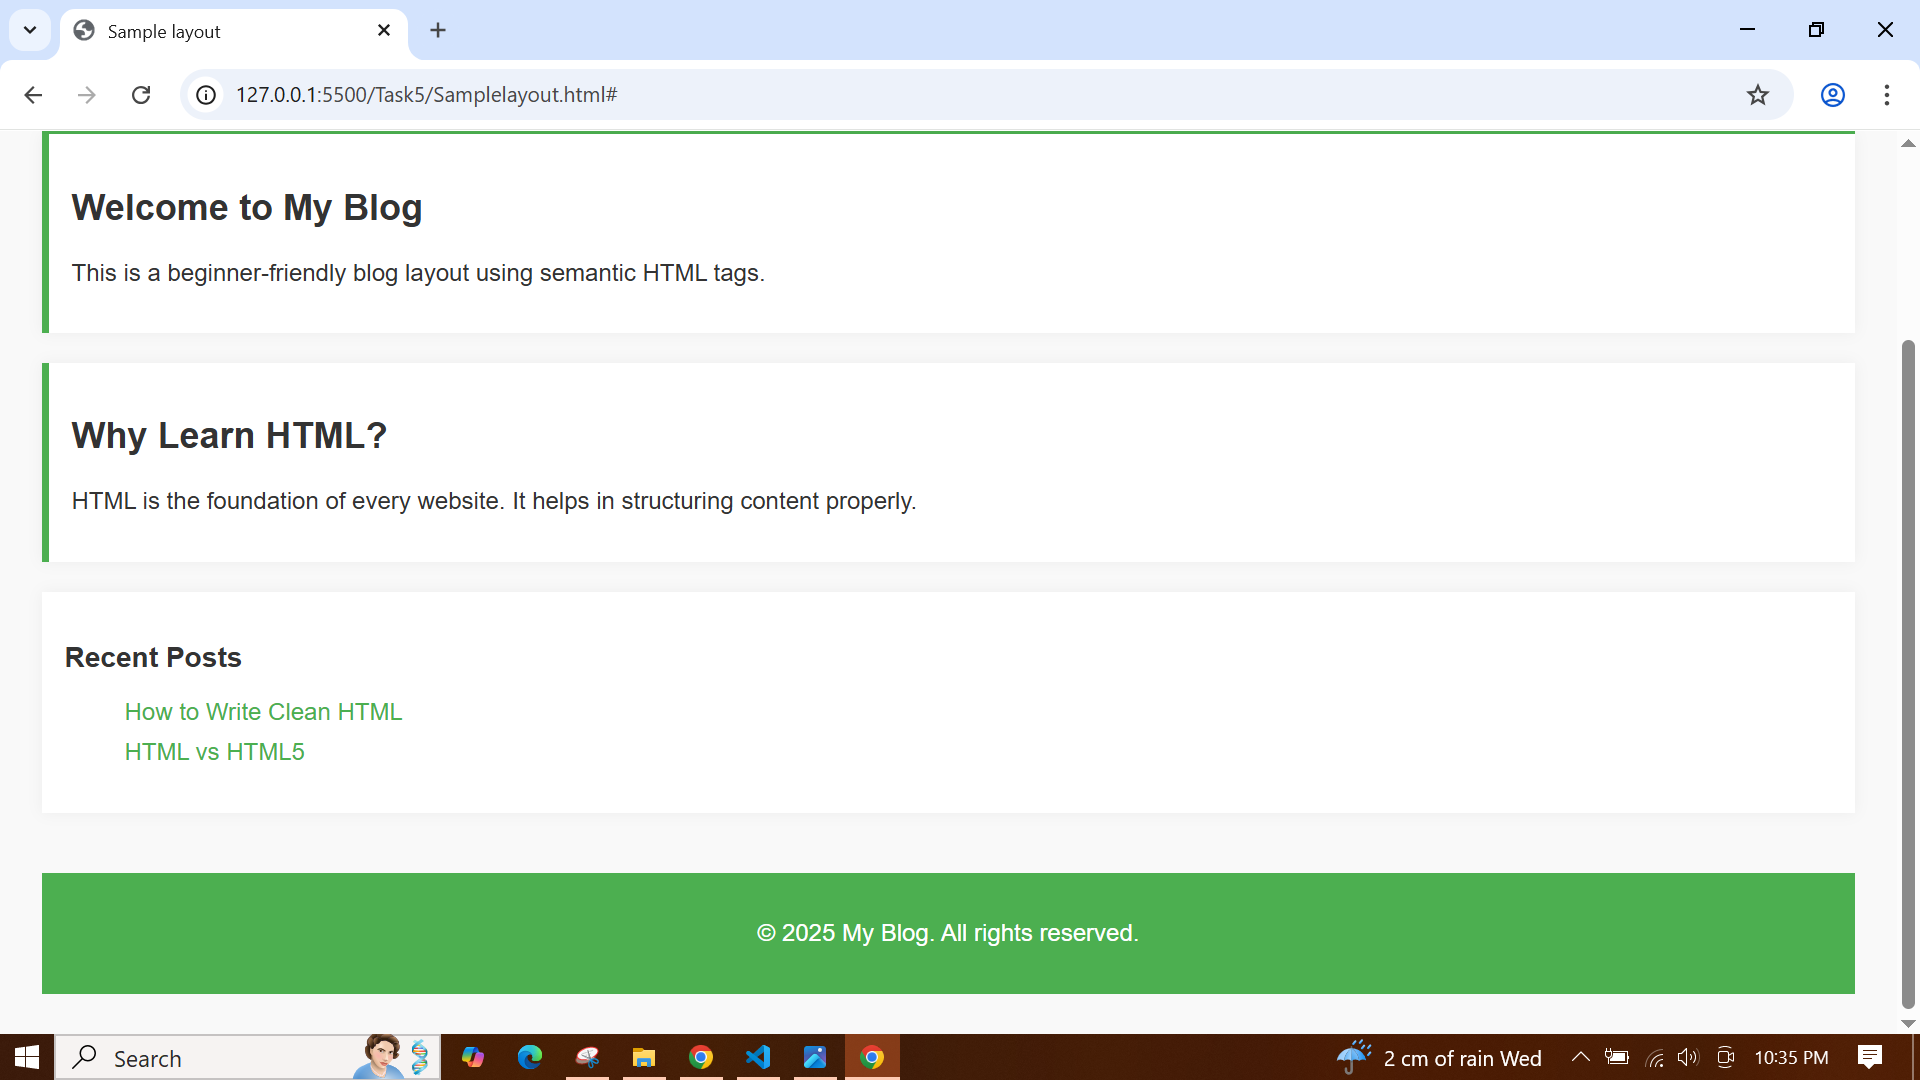 Sample layout
127.0.0.1:5500/Task5/Samplelayout.html#
Welcome to My Blog
This is a beginner-friendly blog layout using semantic HTML tags.
Why Learn HTML?
HTML is the foundation of every website. It helps in structuring content properly.
Recent Posts
How to Write Clean HTML
HTML vs HTML5
© 2025 My Blog. All rights reserved.
Search
2 cm of rain Wed
10:35 PM